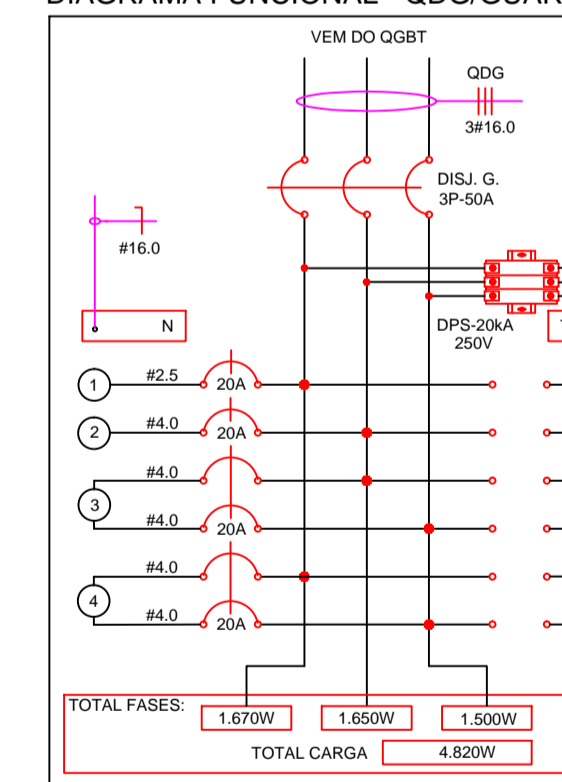 VEM DO QGBT
QDG
3#16.0
DISJ. G.
3P-50A
#16.0
N
DPS-20kA
250V
1
#2.5
20A
2
#4.0
20A
3
#4.0
#4.0
20A
4
#4.0
#4.0
20A
TOTAL FASES:
1.670W
1.650W
1.500W
TOTAL CARGA
4.820W